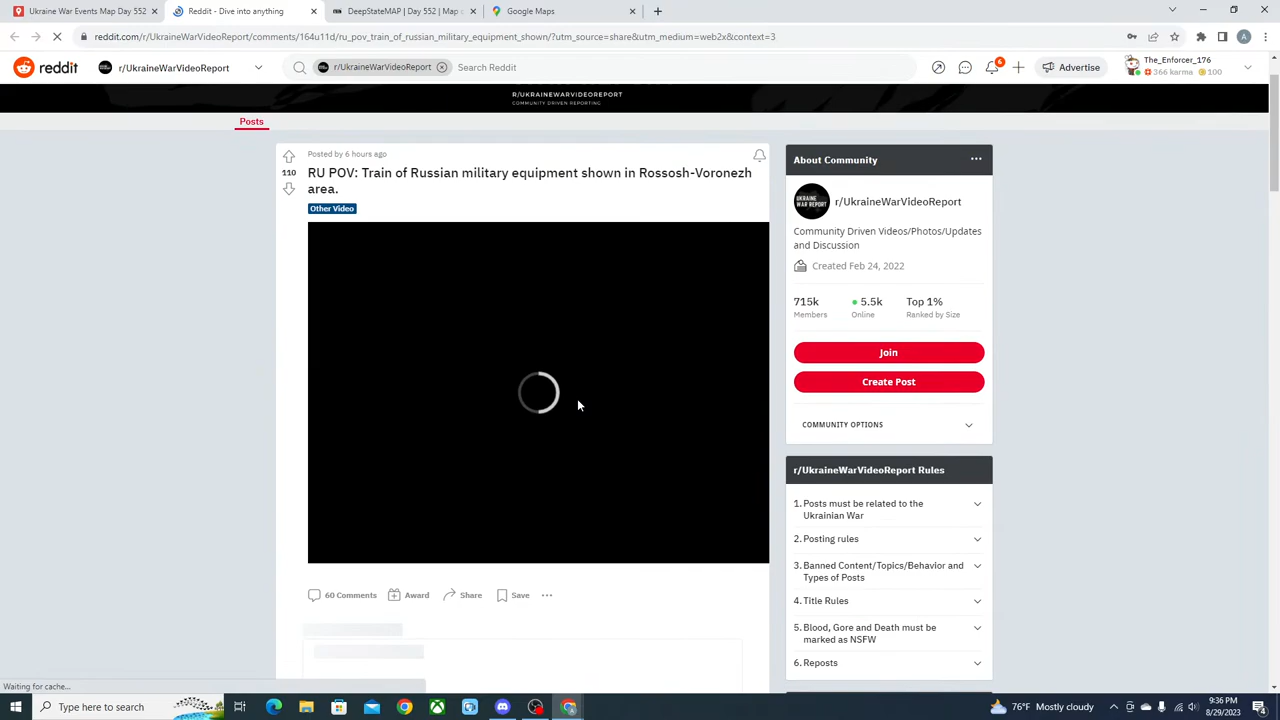 Ukraine War Events Map Day 552
Reddit - Dive into anything
DeepStateMAP | Day 552 | Map o
Google Maps
reddit.com/r/UkraineWarVideoReport/comments/164u11d/ru_pov_train_of_russian_military_equipment_shown/?utm_source=share&utm_medium=web2x&context=3
reddit
r/UkraineWarVideoReport
r/UkraineWarVideoReport
Search Reddit
6
Advertise
The_Enforcer_176
366 karma
100
R/UKRAINEWARVIDEOREPORT
COMMUNITY DRIVEN REPORTING
Posts
110
Posted by 6 hours ago
RU POV: Train of Russian military equipment shown in Rossosh-Voronezh
area.
Other Video
60 Comments
Award
Share
Save
About Community
UKRAINE
WAR REPORT
r/UkraineWarVideoReport
Community Driven Videos/Photos/Updates
and Discussion
Created Feb 24, 2022
715k
5.5k
Top 1%
Members
Online
Ranked by Size
Join
Create Post
COMMUNITY OPTIONS
r/UkraineWarVideoReport Rules
1. Posts must be related to the
Ukrainian War
2. Posting rules
3. Banned Content/Topics/Behavior and
Types of Posts
4. Title Rules
5. Blood, Gore and Death must be
marked as NSFW
6. Reposts
Waiting for cache...
Type here to search
76°F Mostly cloudy
9:36 PM
8/29/2023